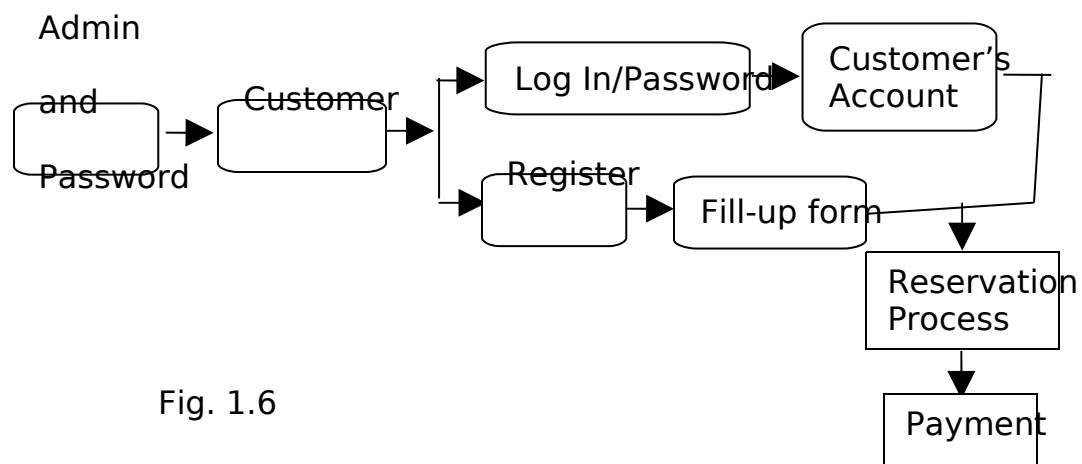 Admin
and
Password
Customer
Log In/Password
Customer’s
Account
Register
Fill-up form
Reservation
Process
Payment
Fig. 1.6